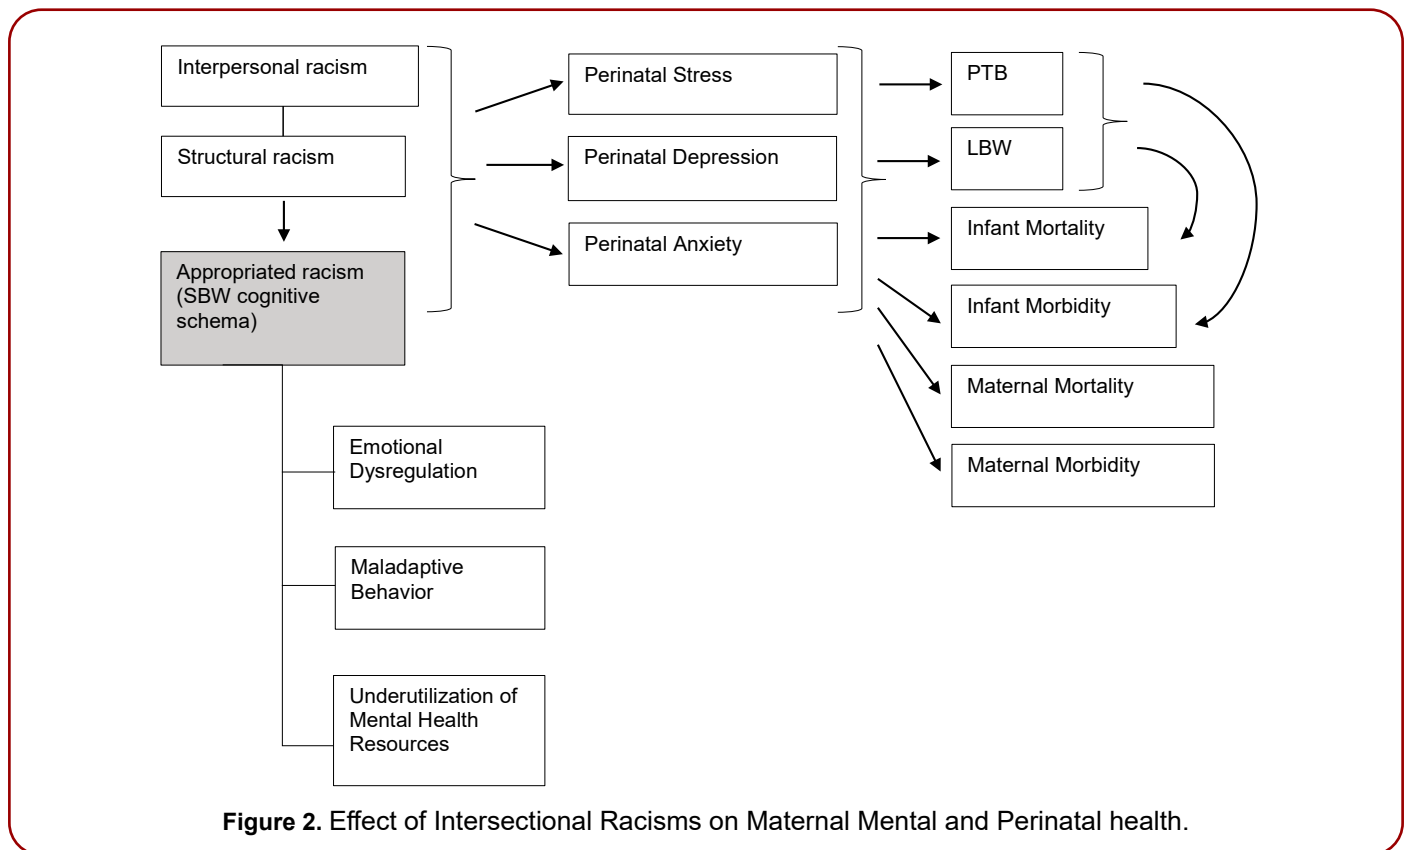 Interpersonal racism
Structural racism
Appropriated racism
(SBW cognitive
schema)
Emotional
Dysregulation
Maladaptive
Behavior
Underutilization of
Mental Health
Resources
Perinatal Stress
Perinatal Depression
Perinatal Anxiety
PTB
LBW
Infant Mortality
Infant Morbidity
Maternal Mortality
Maternal Morbidity
Figure 2. Effect of Intersectional Racisms on Maternal Mental and Perinatal health.